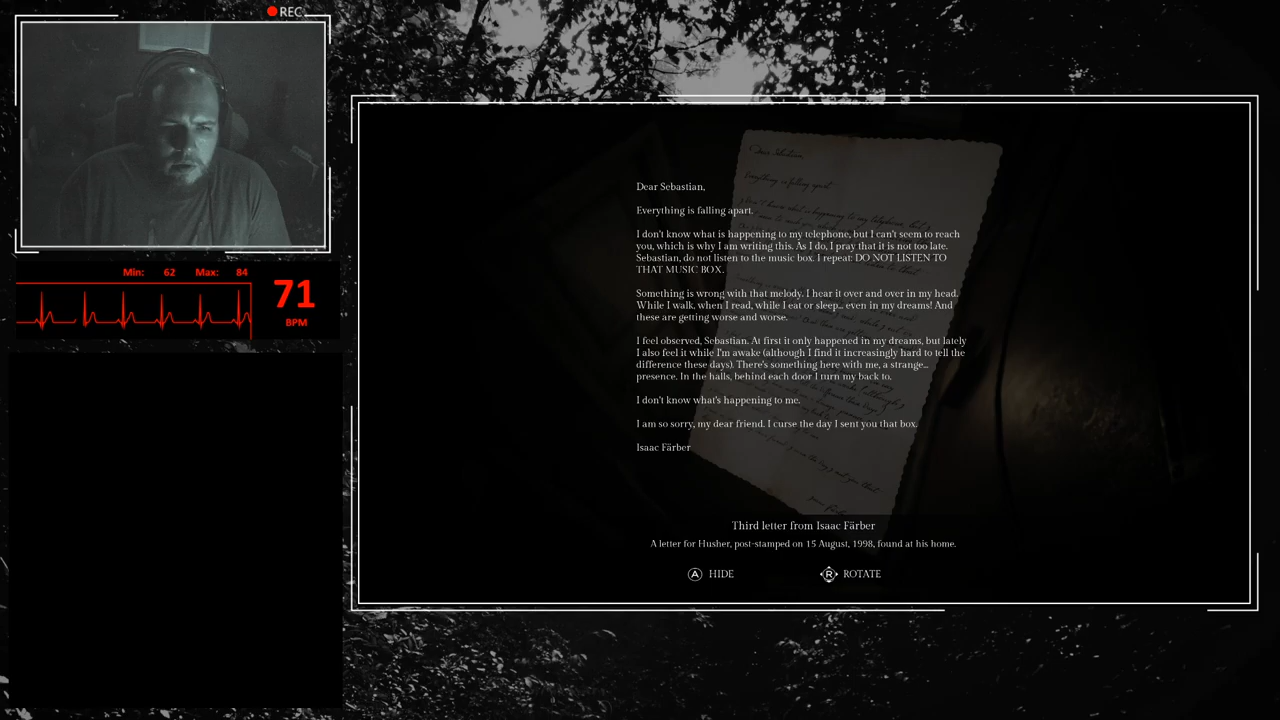 REC
Min: 62 Max: 84
71
BPM
Dear Sebastian,
Everything is falling apart.
I don't know what is happening to my telephone, but I can't seem to reach
you, which is why I am writing this. As I do, I pray that it is not too late.
Sebastian, do not listen to the music box. I repeat: DO NOT LISTEN TO
THAT MUSIC BOX.
Something is wrong with that melody. I hear it over and over in my head.
While I walk, when I read, while I eat or sleep... even in my dreams! And
these are getting worse and worse.
I feel observed, Sebastian. At first it only happened in my dreams, but lately
I also feel it while I'm awake (although I find it increasingly hard to tell the
difference these days). There's something here with me, a strange...
presence. In the halls, behind each door I turn my back to.
I don't know what's happening to me.
I am so sorry, my dear friend. I curse the day I sent you that box.
Isaac Färber
Dear Sebastian,
Everything is falling apart
Third letter from Isaac Färber
A letter for Husher, post-stamped on 15 August, 1998, found at his home.
A HIDE
R ROTATE